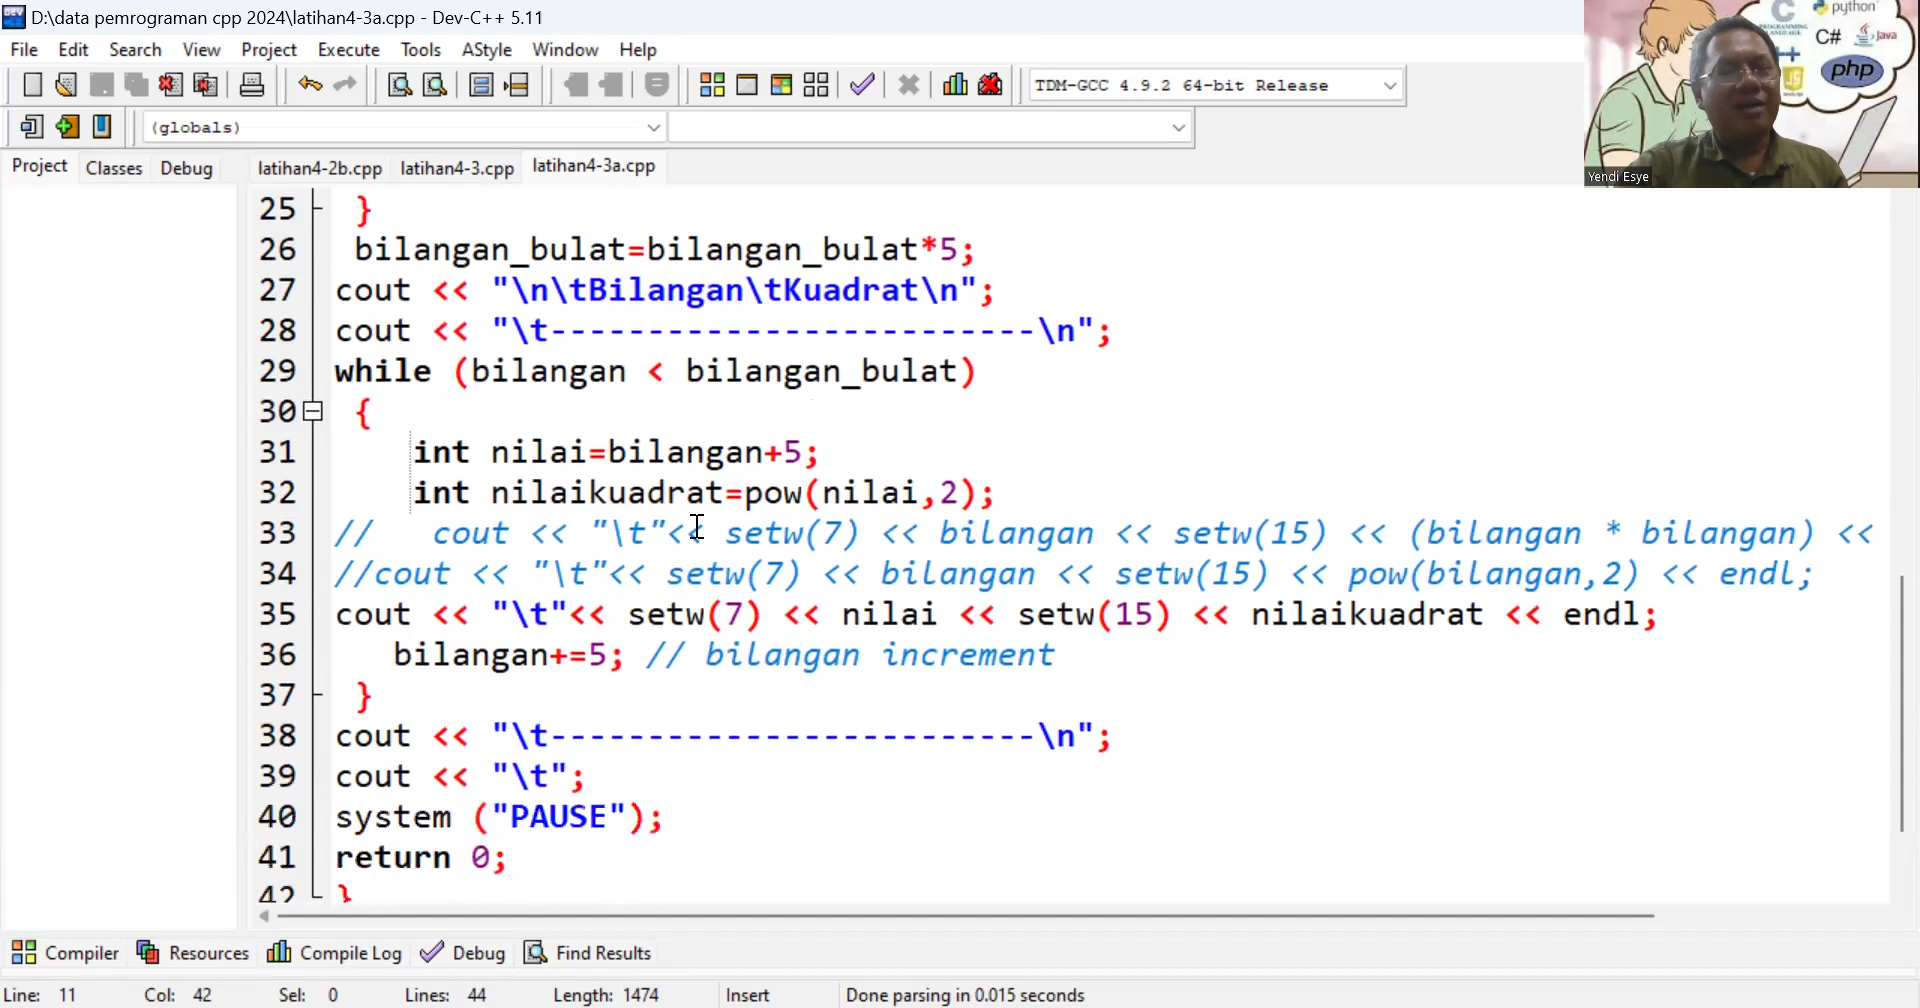 D:\data pemrograman cpp 2024\latihan4-3a.cpp - Dev-C++ 5.11
File Edit Search View Project Execute Tools AStyle Window Help
TDM-GCC 4.9.2 64-bit Release
(globals)
Project Classes Debug latihan4-2b.cpp latihan4-3.cpp latihan4-3a.cpp
C python
PROGRAMMING LANGUAGE
C# Java
++
JS php
Yendi Esye
25 }
26 bilangan_bulat=bilangan_bulat*5;
27 cout << "\n\tBilangan\tKuadrat\n";
28 cout << "\t-------------------------\n";
29 while (bilangan < bilangan_bulat)
30 {
31 int nilai=bilangan+5;
32 int nilaikuadrat=pow(nilai,2);
33 // cout << "\t"<< setw(7) << bilangan << setw(15) << (bilangan * bilangan) <<
34 //cout << "\t"<< setw(7) << bilangan << setw(15) << pow(bilangan,2) << endl;
35 cout << "\t"<< setw(7) << nilai << setw(15) << nilaikuadrat << endl;
36 bilangan+=5; // bilangan increment
37 }
38 cout << "\t-------------------------\n";
39 cout << "\t";
40 system ("PAUSE");
41 return 0;
42 }
Compiler Resources Compile Log Debug Find Results
Line: 11 Col: 42 Sel: 0 Lines: 44 Length: 1474 Insert Done parsing in 0.015 seconds